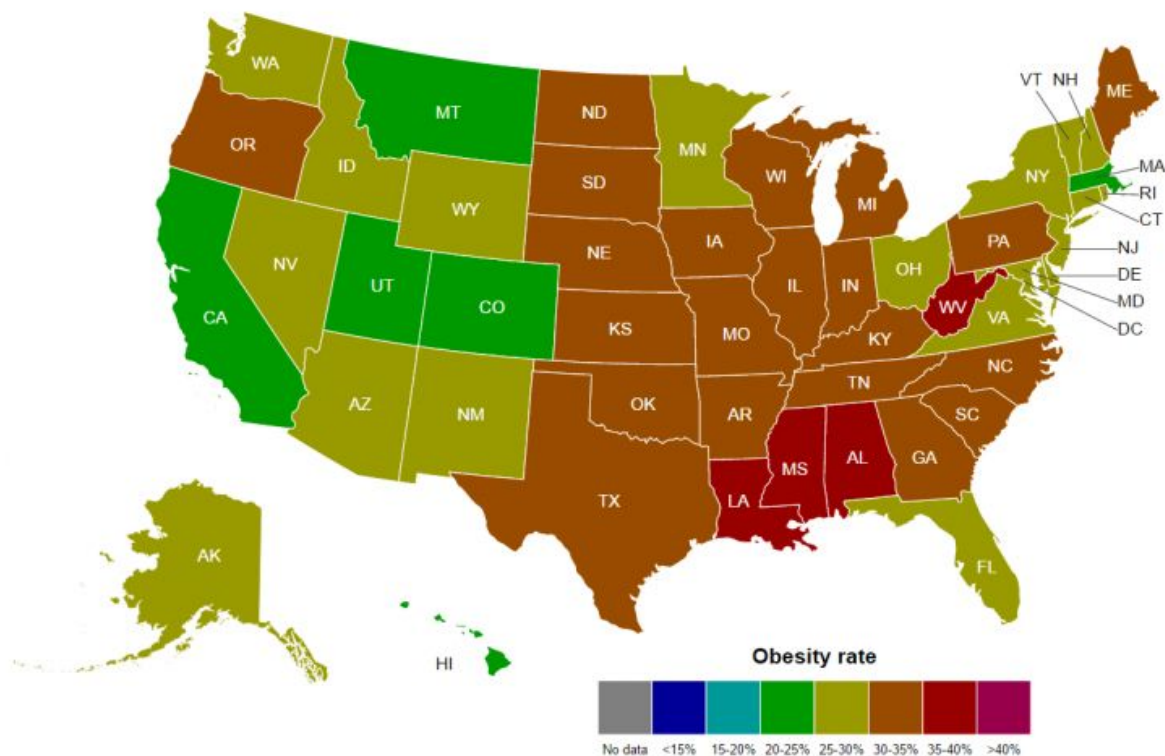 WA
VT NH
ME
MT
ND
OR
MN
ID
WI
MA
SD
NY
RI
WY
MI
CT
IA
PA
NJ
NE
NV
OH
DE
UT
IL
IN
MD
CO
WV
CA
VA
DC
KS
MO
KY
NC
TN
AZ
OK
NM
AR
SC
MS
AL
GA
LA
TX
AK
FL
HI
Obesity rate
No data <15% 15-20% 20-25% 25-30% 30-35% 35-40% >40%